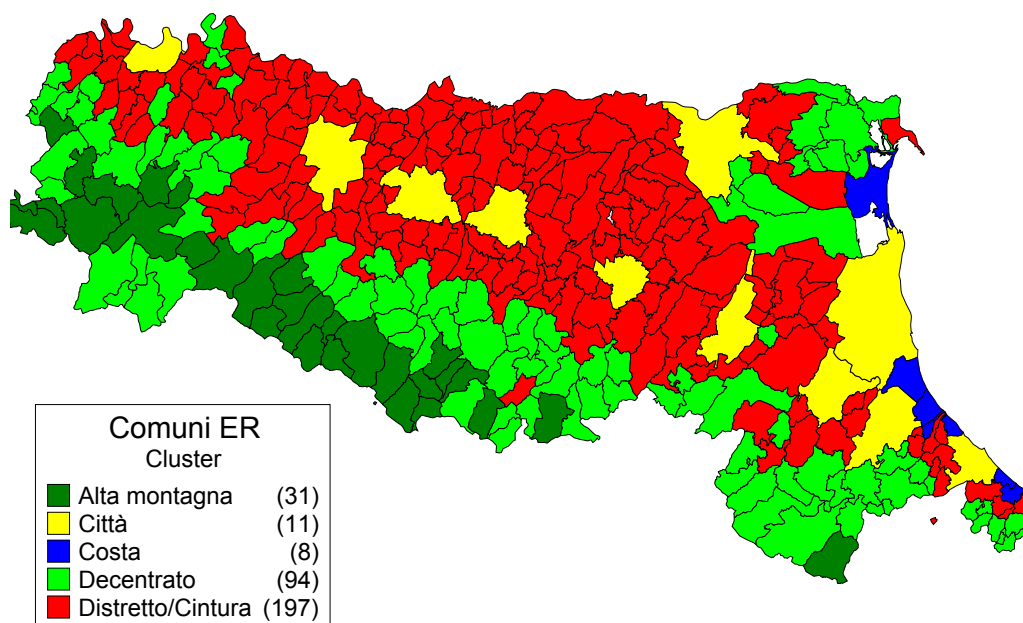 Comuni ER
Cluster
Alta montagna (31)
Città (11)
Costa (8)
Decentrato (94)
Distretto/Cintura (197)